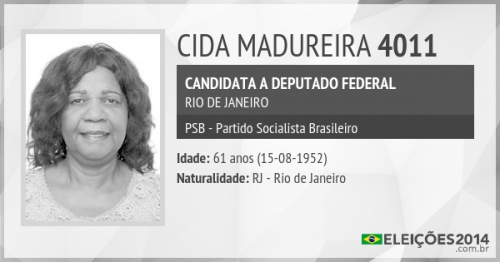 CIDA MADUREIRA 4011
CANDIDATA A DEPUTADO FEDERAL
RIO DE JANEIRO
PSB - Partido Socialista Brasileiro
Idade: 61 anos (15-08-1952)
Naturalidade: RJ - Rio de Janeiro
ELEIÇÕES2014
.com.br